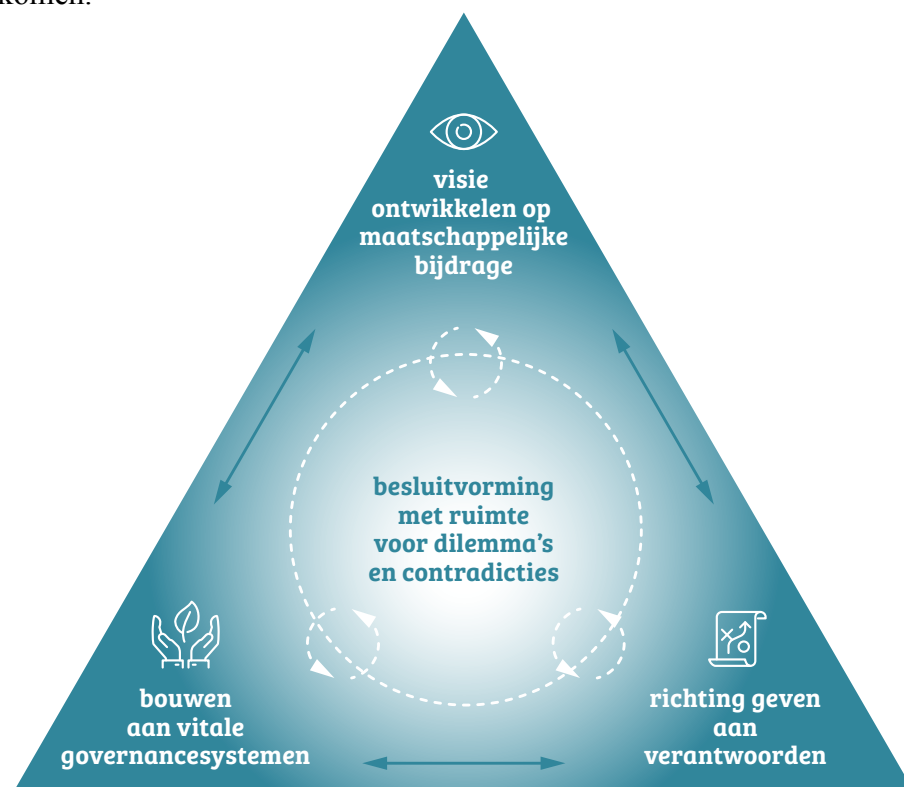 komen.
visie
ontwikkelen op
maatschappelijke
bijdrage
besluitvorming
met ruimte
voor dilemma's
en contradicties
bouwen
aan vitale
governancesystemen
richting geven
aan
verantwoorden